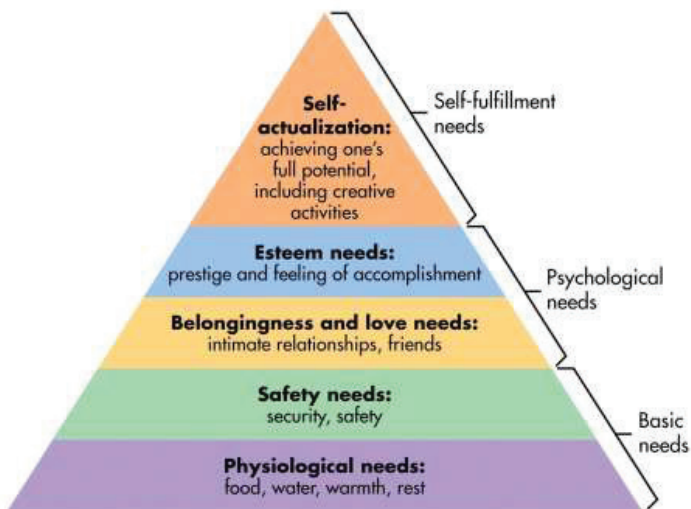 Self-
actualization:
achieving one's
full potential,
including creative
activities
Self-fulfillment
needs
Esteem needs:
prestige and feeling of accomplishment
Psychological
needs
Belongingness and love needs:
intimate relationships, friends
Safety needs:
security, safety
Basic
needs
Physiological needs:
food, water, warmth, rest